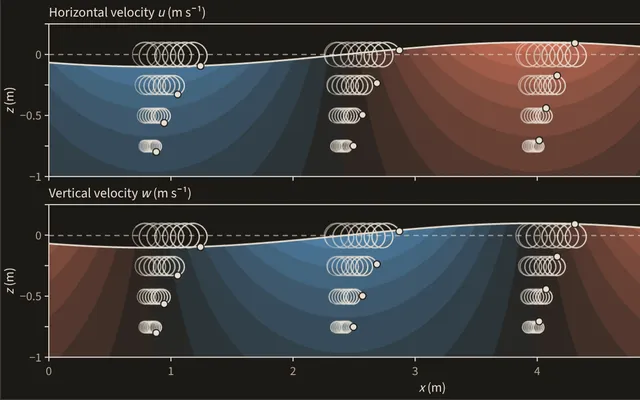 Horizontal velocity u (m s⁻¹)
0
−0.5
−1
z (m)
Vertical velocity w (m s⁻¹)
0
−0.5
−1
z (m)
0 1 2 3 4
x (m)